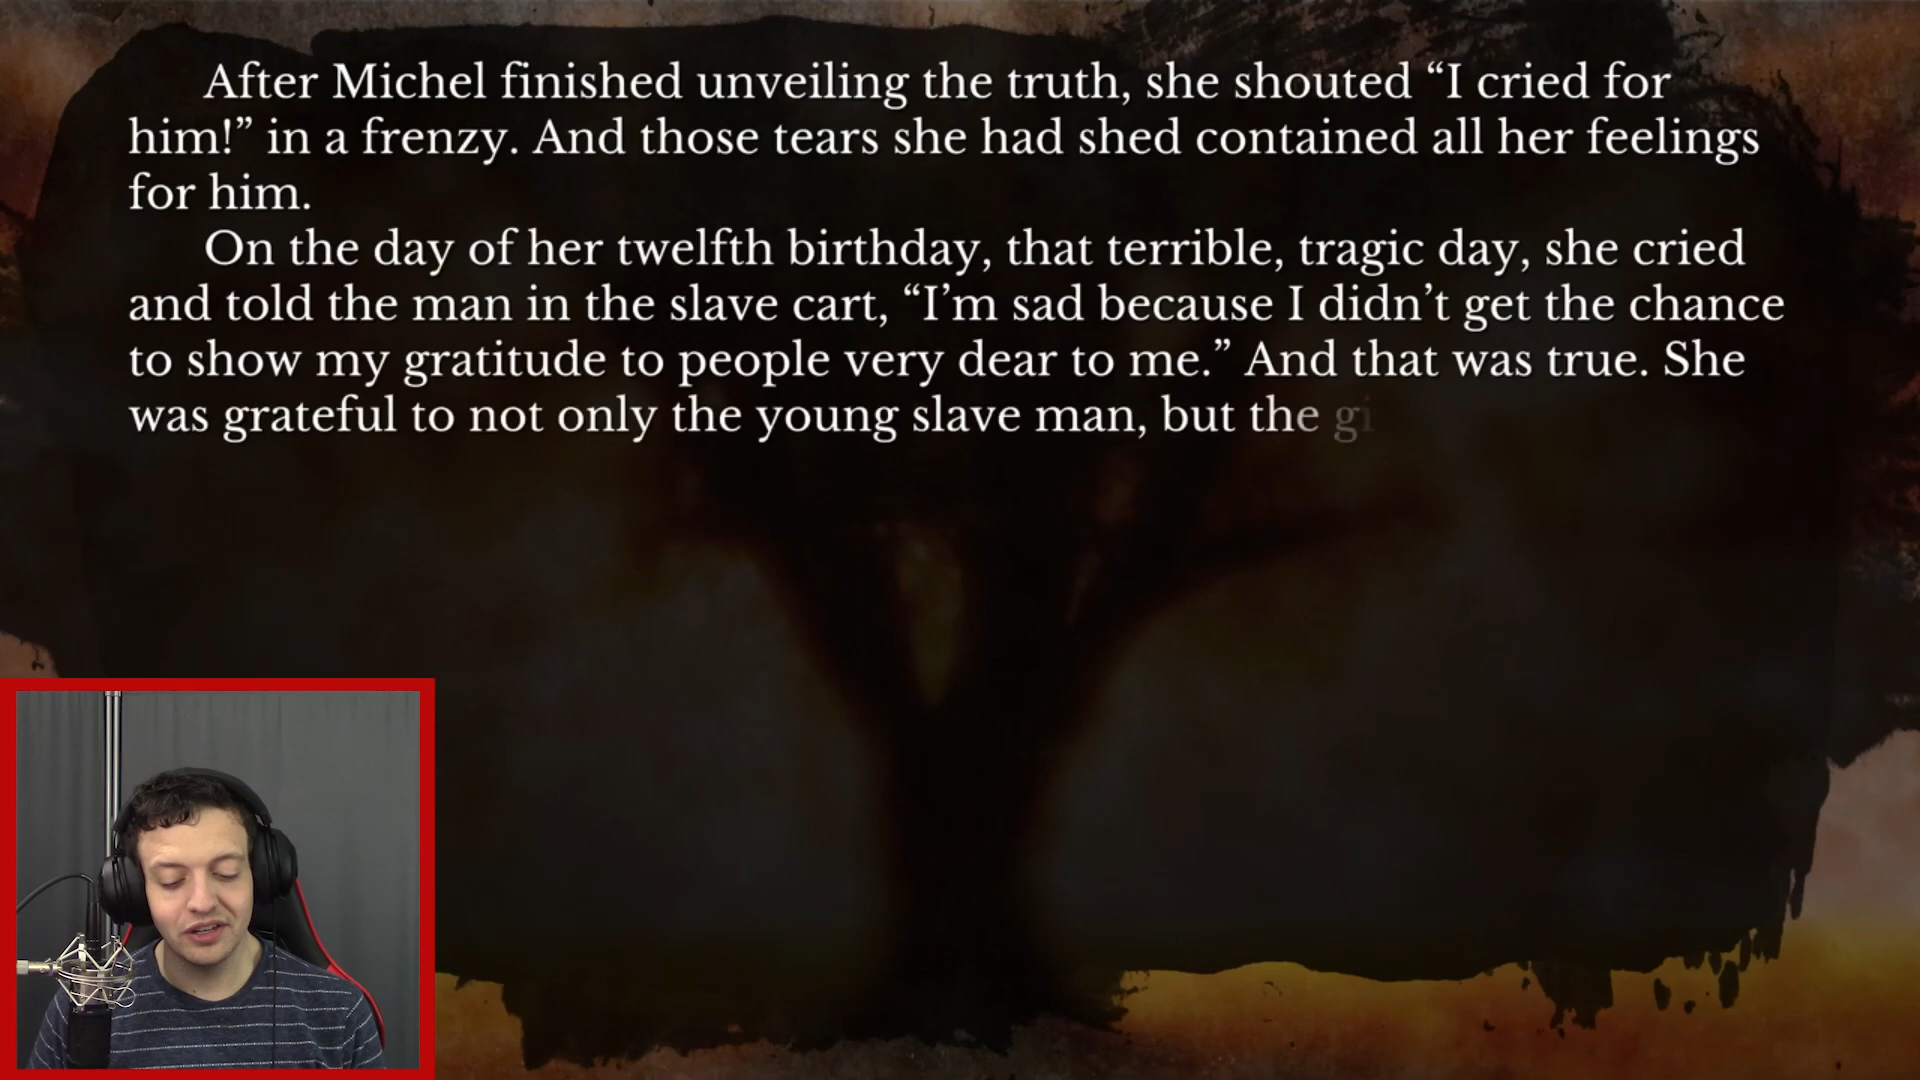 After Michel finished unveiling the truth, she shouted “I cried for
him!” in a frenzy. And those tears she had shed contained all her feelings
for him.
On the day of her twelfth birthday, that terrible, tragic day, she cried
and told the man in the slave cart, “I’m sad because I didn’t get the chance
to show my gratitude to people very dear to me.” And that was true. She
was grateful to not only the young slave man, but the gi